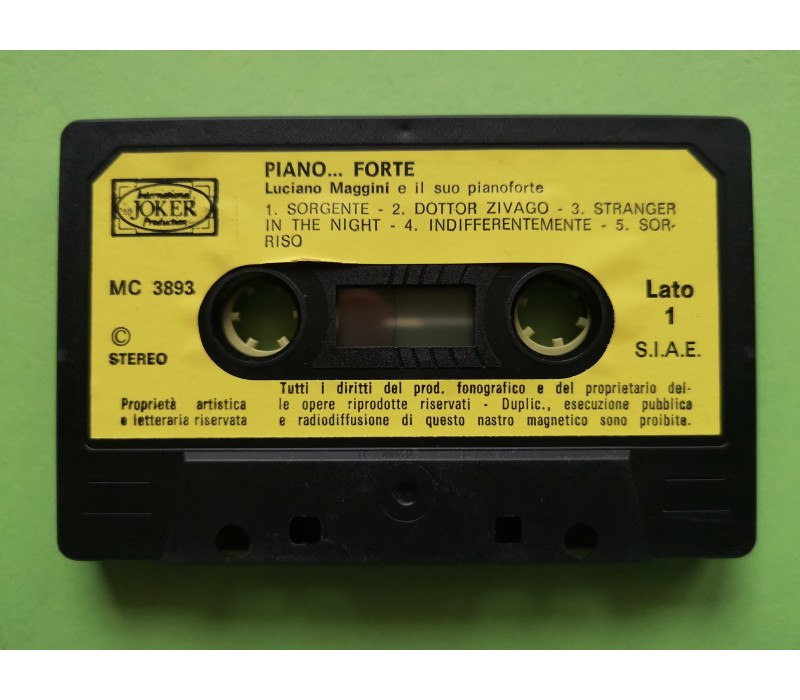 PIANO... FORTE
Luciano Maggini e il suo pianoforte
1. SORGENTE - 2. DOTTOR ZIVAGO - 3. STRANGER
IN THE NIGHT - 4. INDIFFERENTEMENTE - 5. SOR-
RISO
International
JOKER
Production
MC 3893
Lato
1
©
STEREO
S.I.A.E.
Proprietà artistica
e letteraria riservata
Tutti i diritti del prod. fonografico e del proprietario del-
le opere riprodotte riservati - Duplic., esecuzione pubblica
e radiodiffusione di questo nastro magnetico sono proibite.